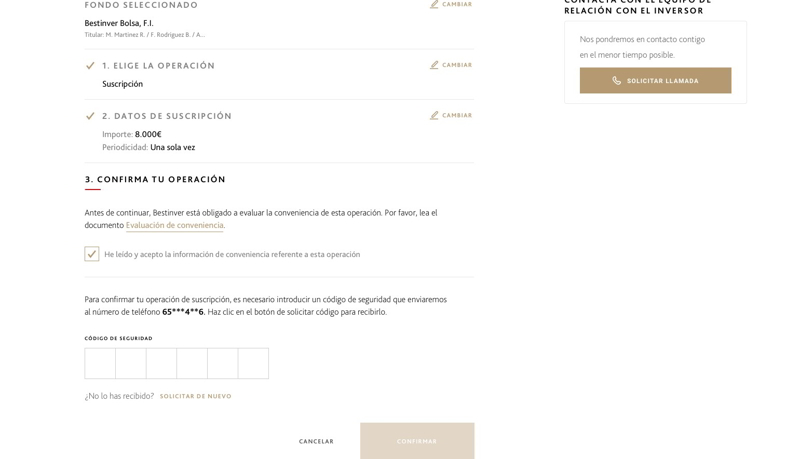 FONDO SELECCIONADO
CAMBIAR
Bestinver Bolsa, F.I.
Titular: M. Martinez R. / F. Rodriguez B. / A...
1. ELIGE LA OPERACIÓN
CAMBIAR
Suscripción
2. DATOS DE SUSCRIPCIÓN
CAMBIAR
Importe: 8.000€
Periodicidad: Una sola vez
3. CONFIRMA TU OPERACIÓN
Antes de continuar, Bestinver está obligado a evaluar la conveniencia de esta operación. Por favor, lea el
documento Evaluación de conveniencia.
He leído y acepto la información de conveniencia referente a esta operación
Para confirmar tu operación de suscripción, es necesario introducir un código de seguridad que enviaremos
al número de teléfono 65***4**6. Haz clic en el botón de solicitar código para recibirlo.
CÓDIGO DE SEGURIDAD
¿No lo has recibido? SOLICITAR DE NUEVO
CANCELAR
CONFIRMAR
CONTACTA CON EL EQUIPO DE
RELACIÓN CON EL INVERSOR
Nos pondremos en contacto contigo
en el menor tiempo posible.
SOLICITAR LLAMADA